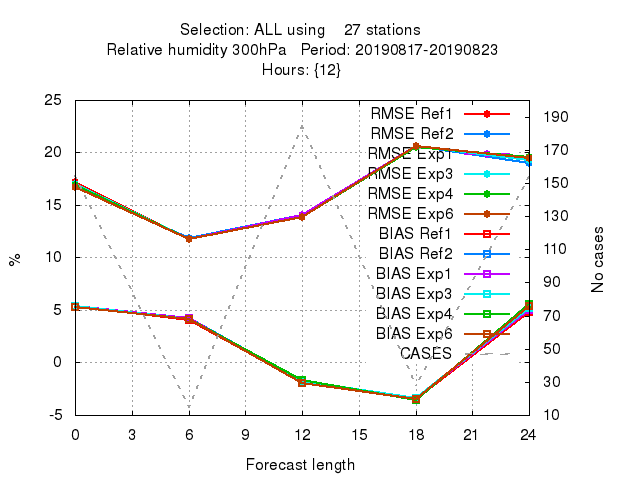 Selection: ALL using    27 stations
Relative humidity 300hPa   Period: 20190817-20190823
Hours: {12}
25
20
15
10
5
0
-5
%
190
170
150
130
110
90
70
50
30
10
No cases
RMSE Ref1
RMSE Ref2
RMSE Exp1
RMSE Exp3
RMSE Exp4
RMSE Exp6
BIAS Ref1
BIAS Ref2
BIAS Exp1
BIAS Exp3
BIAS Exp4
BIAS Exp6
CASES
0 3 6 9 12 15 18 21 24
Forecast length